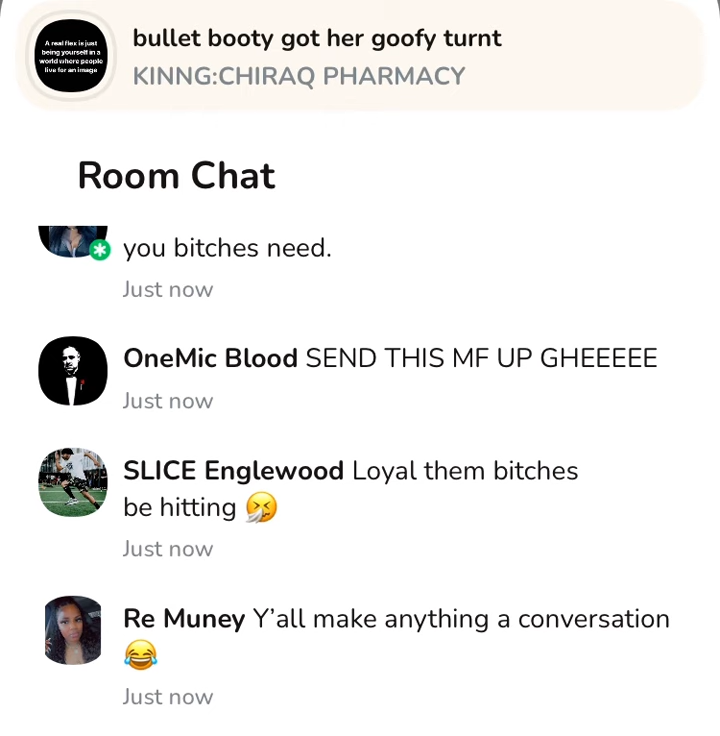 A real flex is just
being yourself in a
world where people
live for an image
bullet booty got her goofy turnt
KINNG:CHIRAQ PHARMACY
Room Chat
you bitches need.
Just now
OneMic Blood SEND THIS MF UP GHEEEEE
Just now
SLICE Englewood Loyal them bitches
be hitting 🤧
Just now
Re Muney Y’all make anything a conversation
😂
Just now